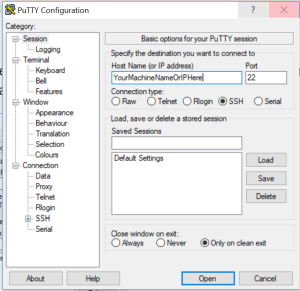 PuTTY Configuration
Category:
Session
Logging
Terminal
Keyboard
Bell
Features
Window
Appearance
Behaviour
Translation
Selection
Colours
Connection
Data
Proxy
Telnet
Rlogin
SSH
Serial
Basic options for your PuTTY session
Specify the destination you want to connect to
Host Name (or IP address) Port
YourMachineNameOrIPHere 22
Connection type:
Raw Telnet Rlogin SSH Serial
Load, save or delete a stored session
Saved Sessions
Default Settings
Load
Save
Delete
Close window on exit:
Always Never Only on clean exit
About Help Open Cancel